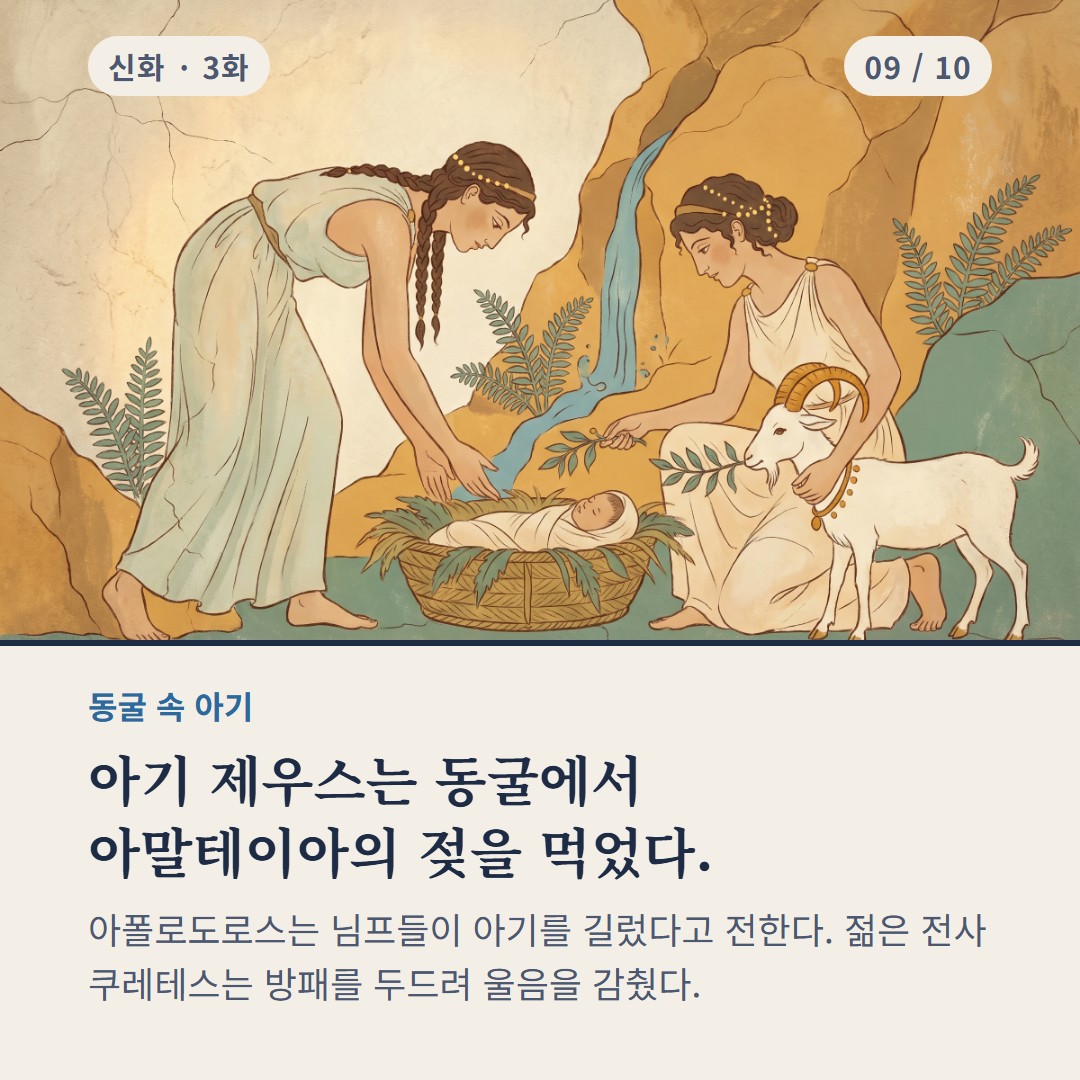 신화 · 3화
09 / 10
동굴 속 아기
아기 제우스는 동굴에서
아말테이아의 젖을 먹었다.
아폴로도로스는 님프들이 아기를 길렀다고 전한다. 젊은 전사
쿠레테스는 방패를 두드려 울음을 감췄다.